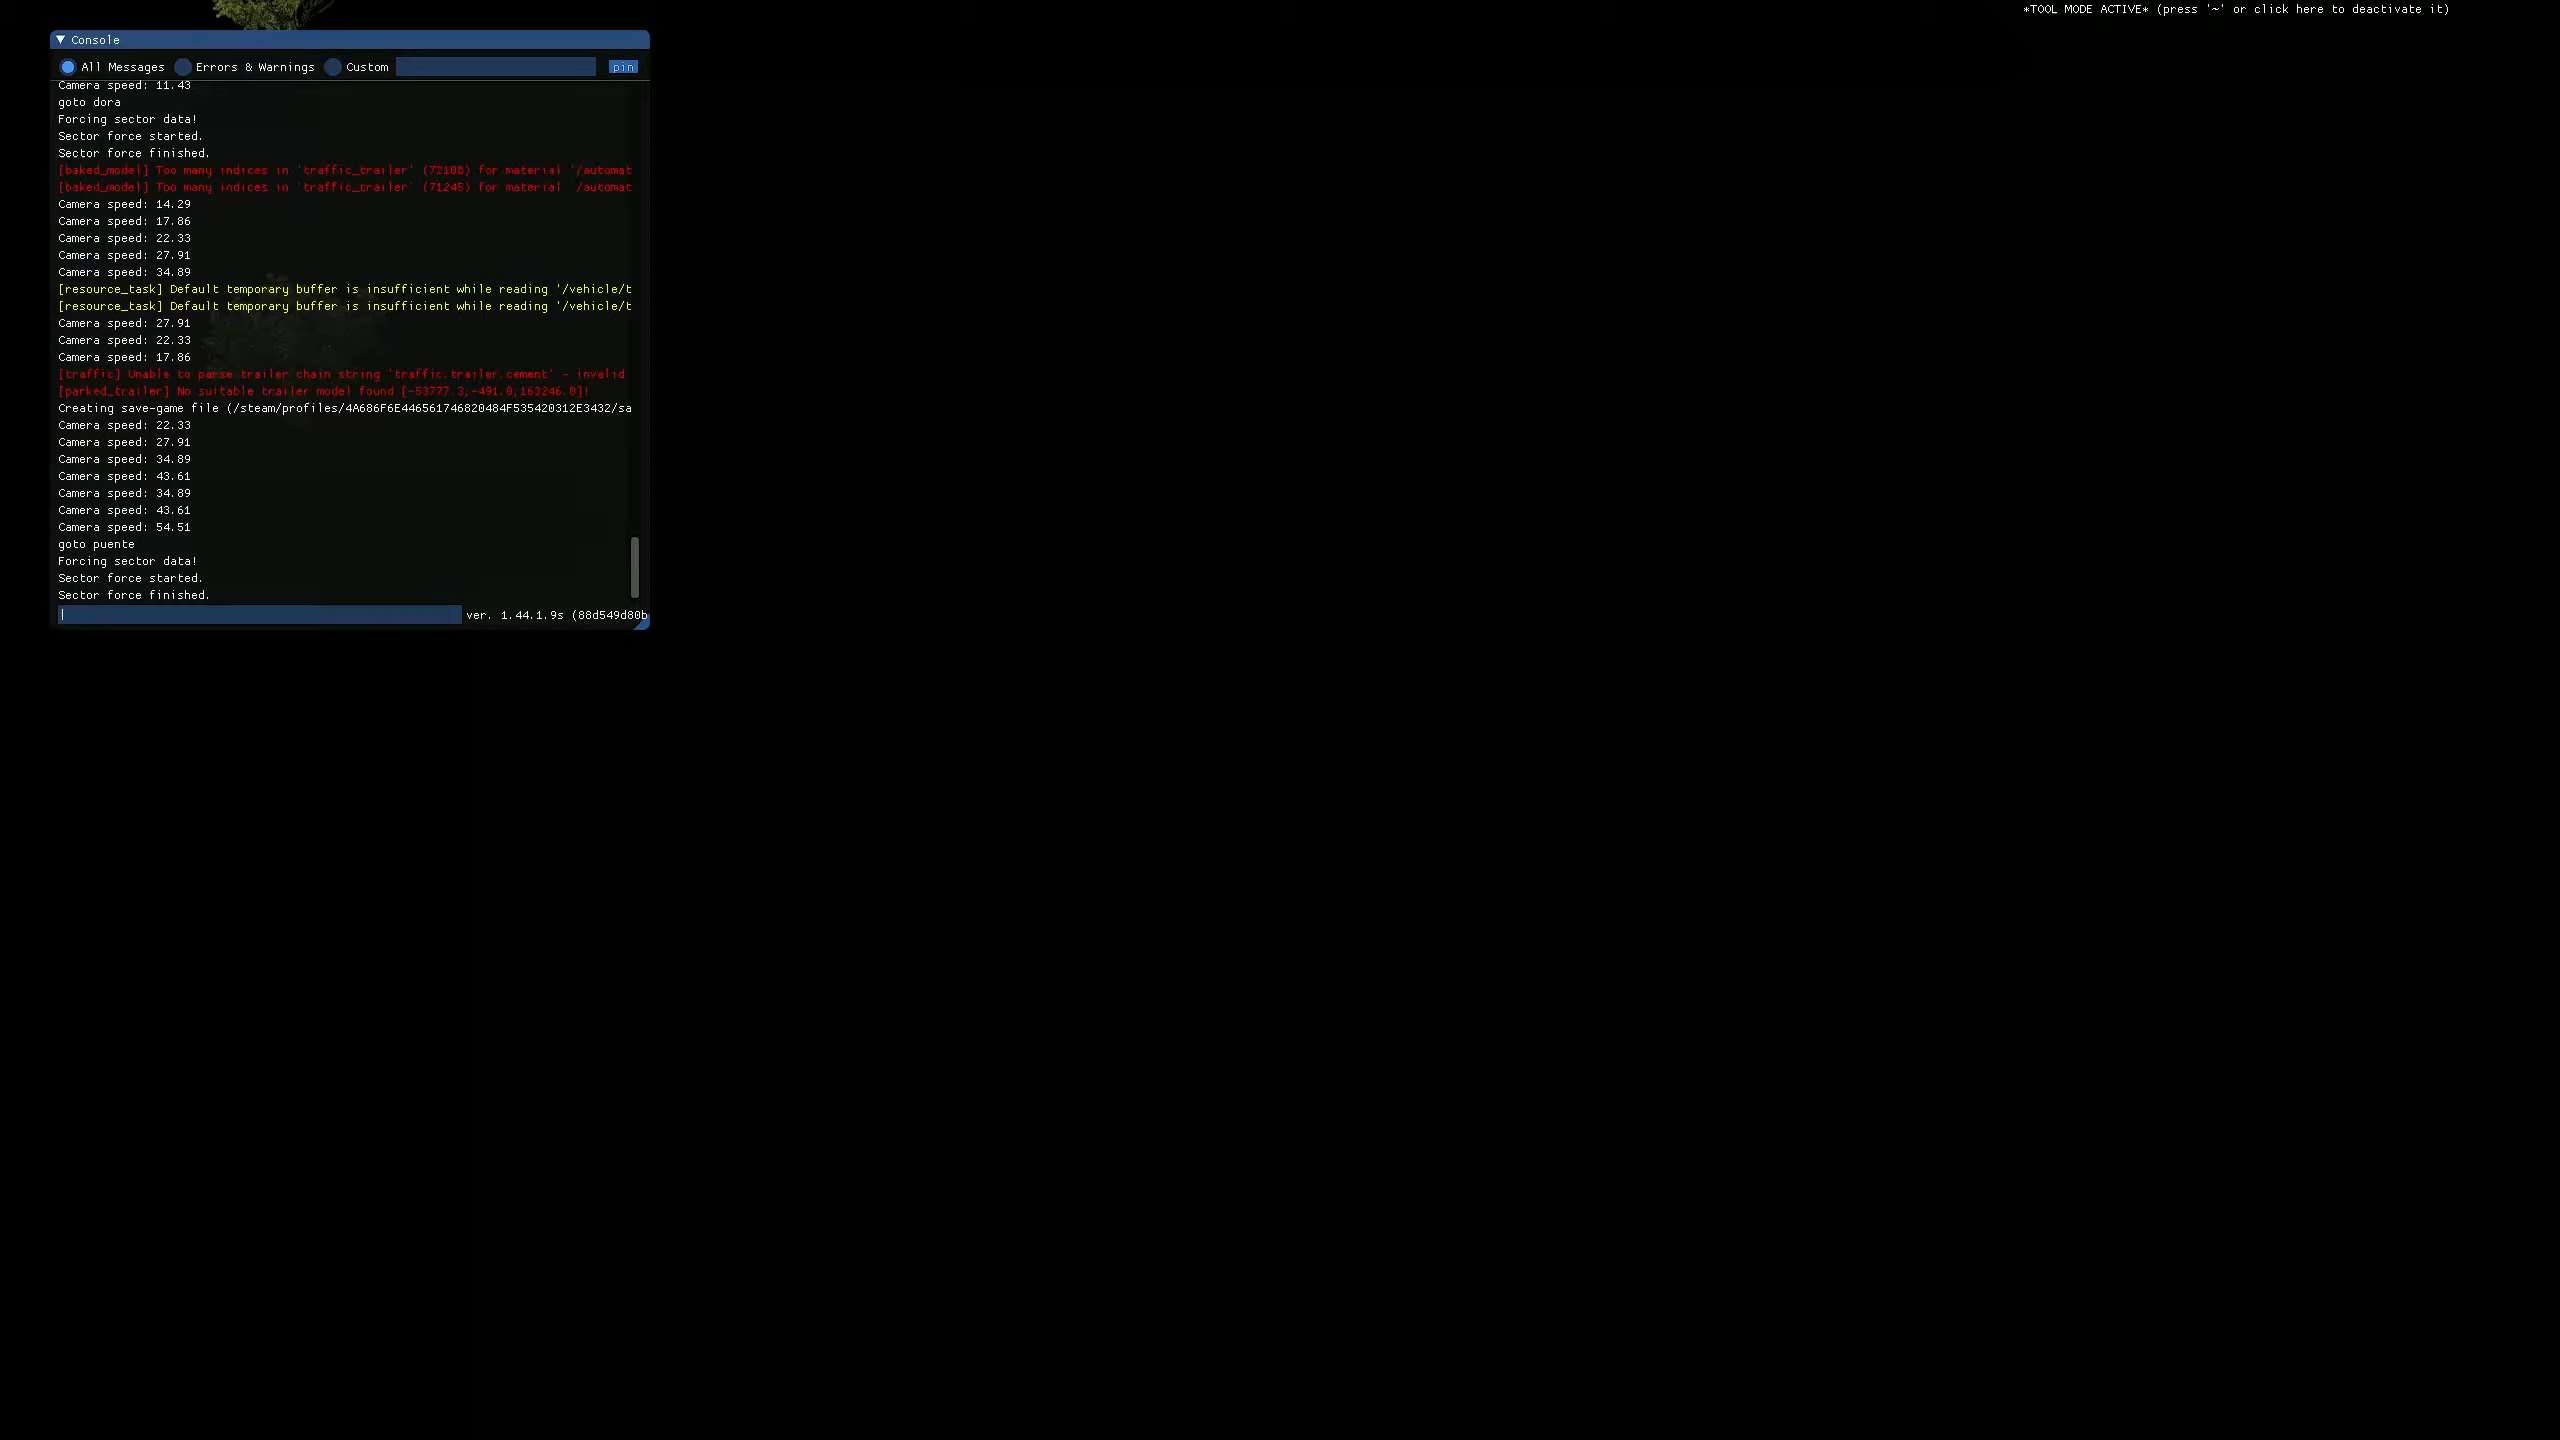 *TOOL MODE ACTIVE* (press '~' or click here to deactivate it)
Console
All Messages Errors & Warnings Custom pin
Camera speed: 11.43
goto dora
Forcing sector data!
Sector force started.
Sector force finished.
[baked_model] Too many indices in 'traffic_trailer' (72108) for material '/automat
[baked_model] Too many indices in 'traffic_trailer' (71245) for material '/automat
Camera speed: 14.29
Camera speed: 17.86
Camera speed: 22.33
Camera speed: 27.91
Camera speed: 34.89
[resource_task] Default temporary buffer is insufficient while reading '/vehicle/t
[resource_task] Default temporary buffer is insufficient while reading '/vehicle/t
Camera speed: 27.91
Camera speed: 22.33
Camera speed: 17.86
[traffic] Unable to parse trailer chain string 'traffic.trailer.cement' - invalid
[parked_trailer] No suitable trailer model found [-53777.3;-491.0;163246.0]!
Creating save-game file (/steam/profiles/4A686F6E446561746820484F535420312E3432/sa
Camera speed: 22.33
Camera speed: 27.91
Camera speed: 34.89
Camera speed: 43.61
Camera speed: 34.89
Camera speed: 43.61
Camera speed: 54.51
goto puente
Forcing sector data!
Sector force started.
Sector force finished.
ver. 1.44.1.9s (88d549d80b